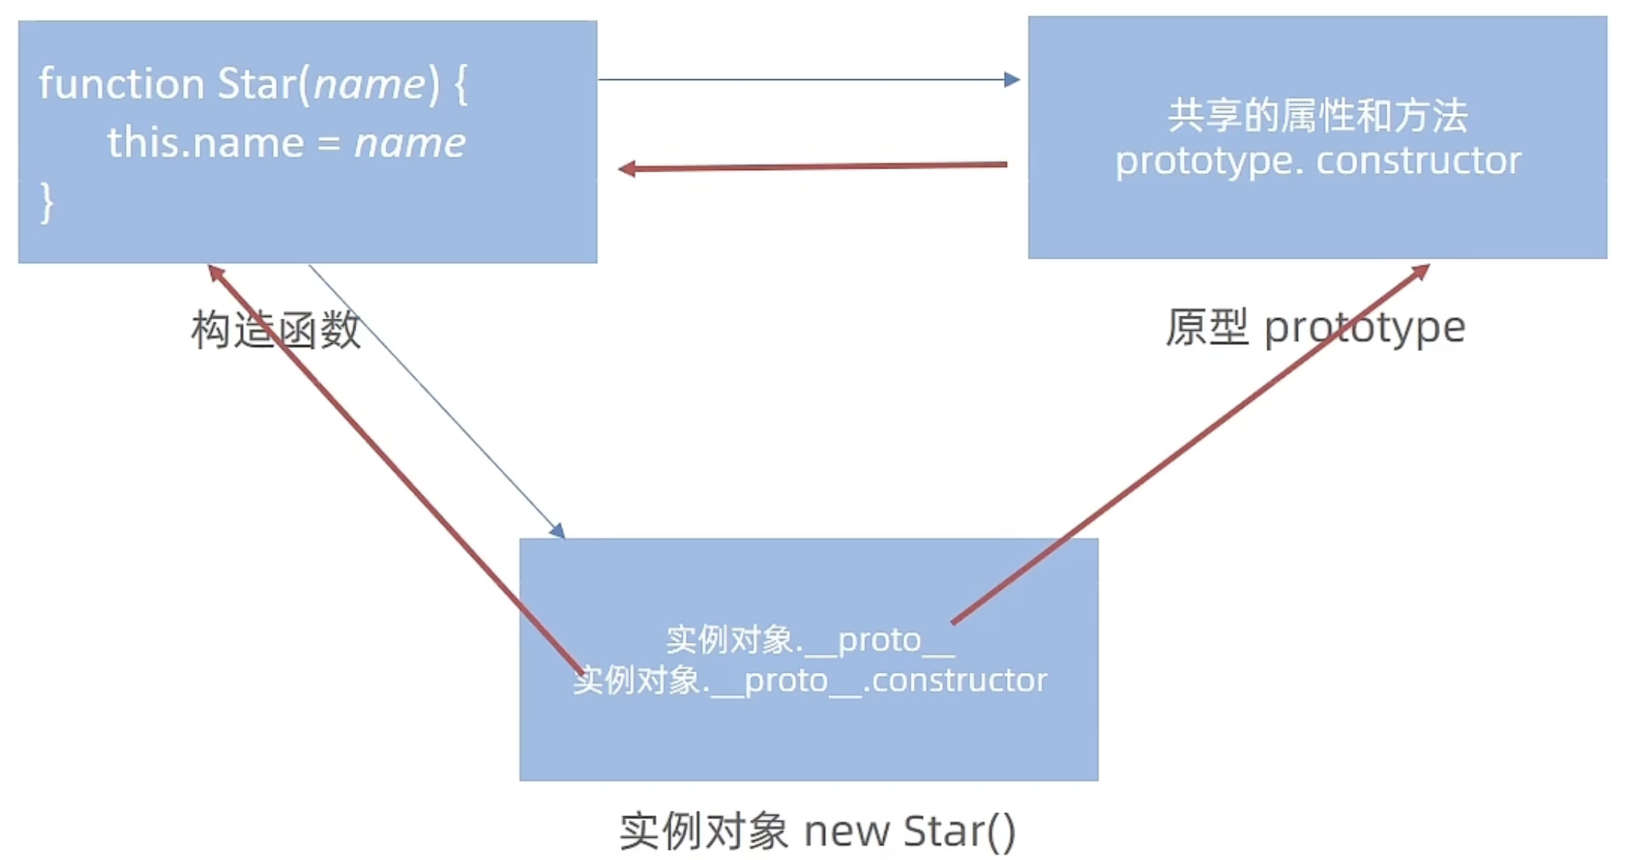 function Star(name) {
this.name = name
}
共享的属性和方法
prototype. constructor
构造函数
原型 prototype
实例对象.__proto__
实例对象.__proto__.constructor
实例对象 new Star()